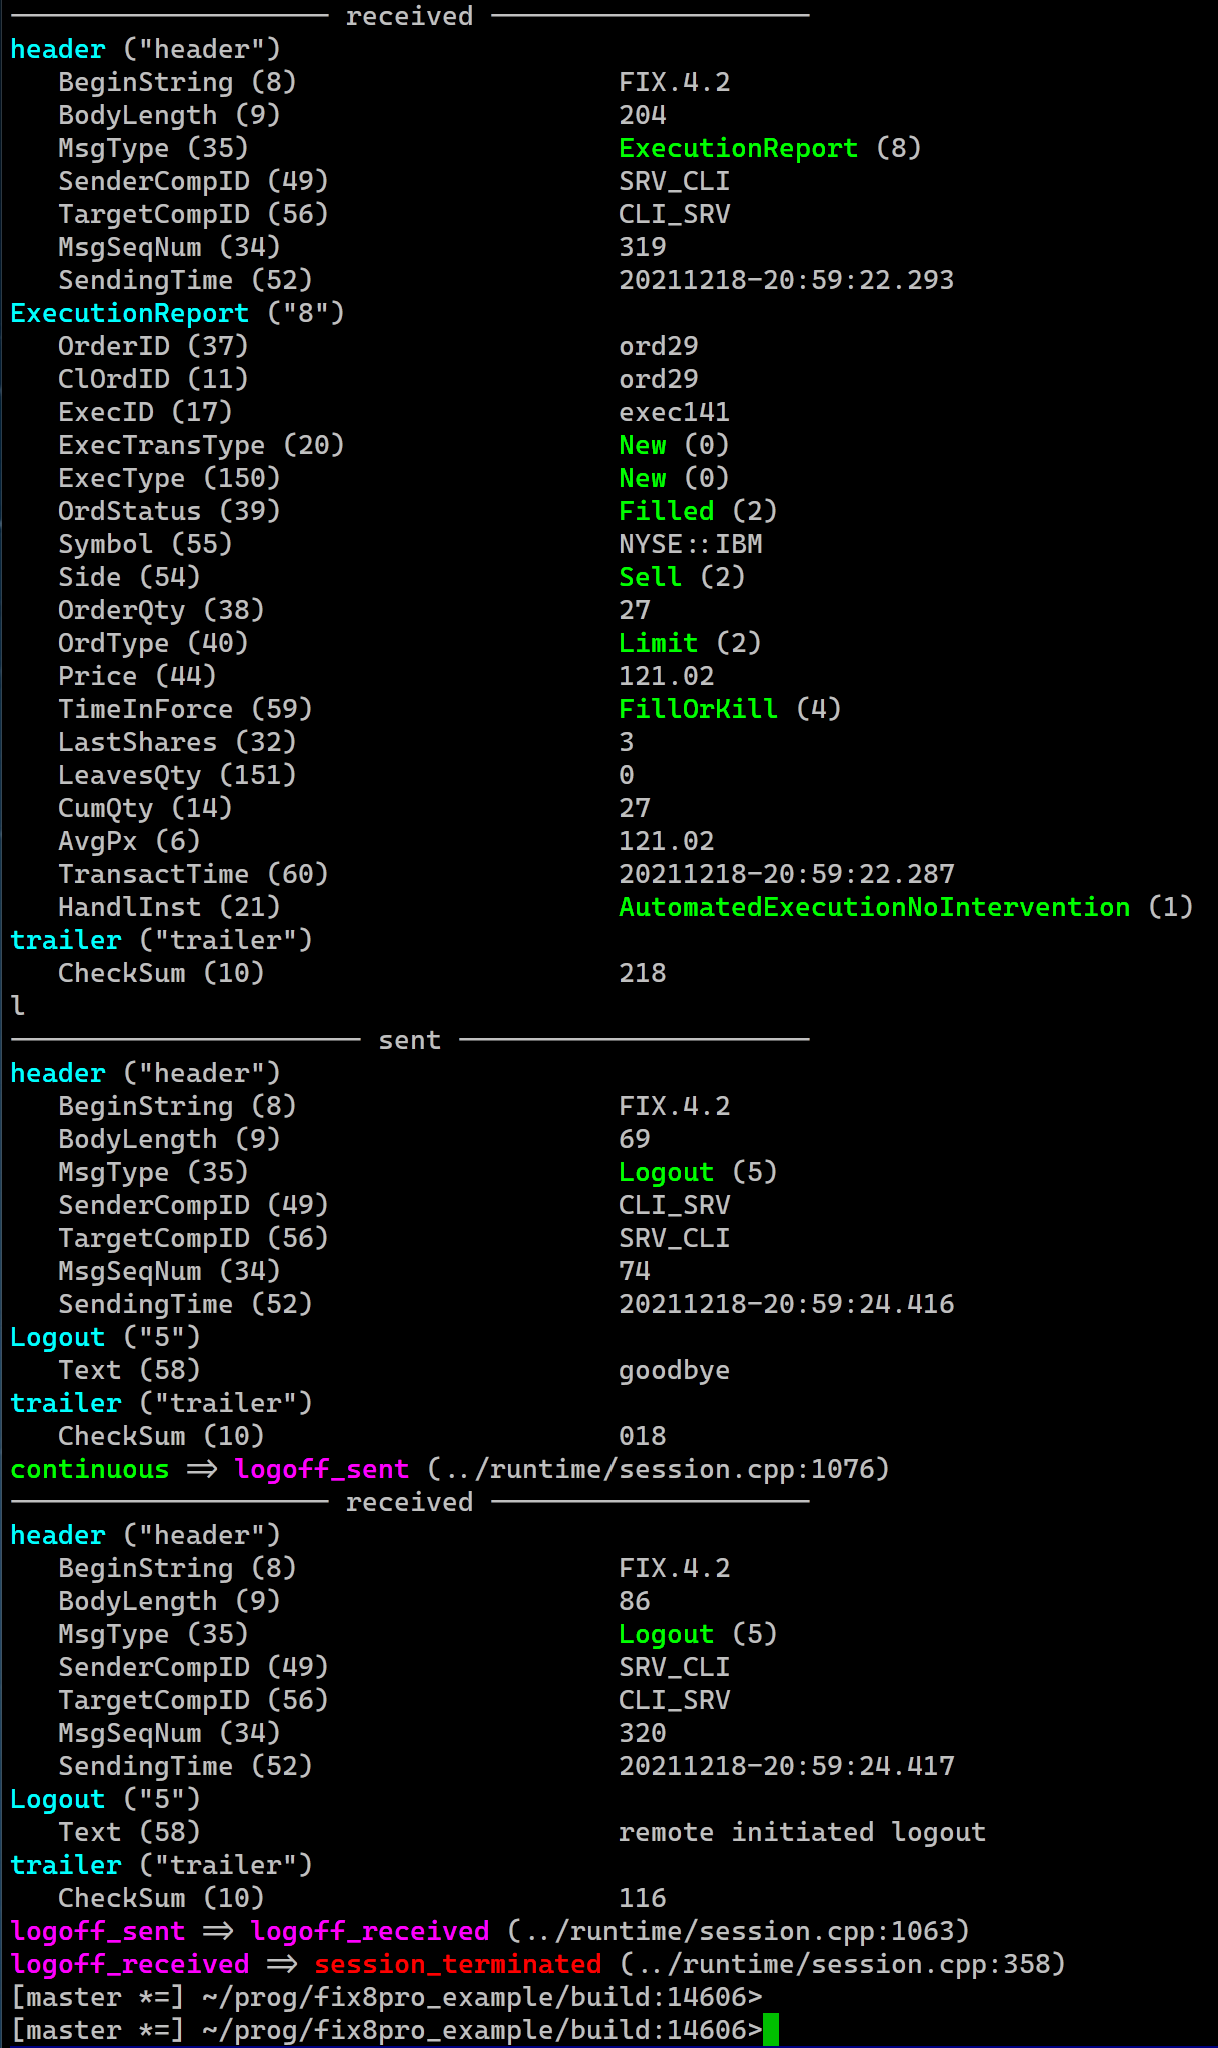 received
header ("header")
BeginString (8) FIX.4.2
BodyLength (9) 204
MsgType (35) ExecutionReport (8)
SenderCompID (49) SRV_CLI
TargetCompID (56) CLI_SRV
MsgSeqNum (34) 319
SendingTime (52) 20211218-20:59:22.293
ExecutionReport ("8")
OrderID (37) ord29
ClOrdID (11) ord29
ExecID (17) exec141
ExecTransType (20) New (0)
ExecType (150) New (0)
OrdStatus (39) Filled (2)
Symbol (55) NYSE::IBM
Side (54) Sell (2)
OrderQty (38) 27
OrdType (40) Limit (2)
Price (44) 121.02
TimeInForce (59) FillOrKill (4)
LastShares (32) 3
LeavesQty (151) 0
CumQty (14) 27
AvgPx (6) 121.02
TransactTime (60) 20211218-20:59:22.287
HandlInst (21) AutomatedExecutionNoIntervention (1)
trailer ("trailer")
CheckSum (10) 218
l
sent
header ("header")
BeginString (8) FIX.4.2
BodyLength (9) 69
MsgType (35) Logout (5)
SenderCompID (49) CLI_SRV
TargetCompID (56) SRV_CLI
MsgSeqNum (34) 74
SendingTime (52) 20211218-20:59:24.416
Logout ("5")
Text (58) goodbye
trailer ("trailer")
CheckSum (10) 018
continuous => logoff_sent (../runtime/session.cpp:1076)
received
header ("header")
BeginString (8) FIX.4.2
BodyLength (9) 86
MsgType (35) Logout (5)
SenderCompID (49) SRV_CLI
TargetCompID (56) CLI_SRV
MsgSeqNum (34) 320
SendingTime (52) 20211218-20:59:24.417
Logout ("5")
Text (58) remote initiated logout
trailer ("trailer")
CheckSum (10) 116
logoff_sent => logoff_received (../runtime/session.cpp:1063)
logoff_received => session_terminated (../runtime/session.cpp:358)
[master *=] ~/prog/fix8pro_example/build:14606>
[master *=] ~/prog/fix8pro_example/build:14606>